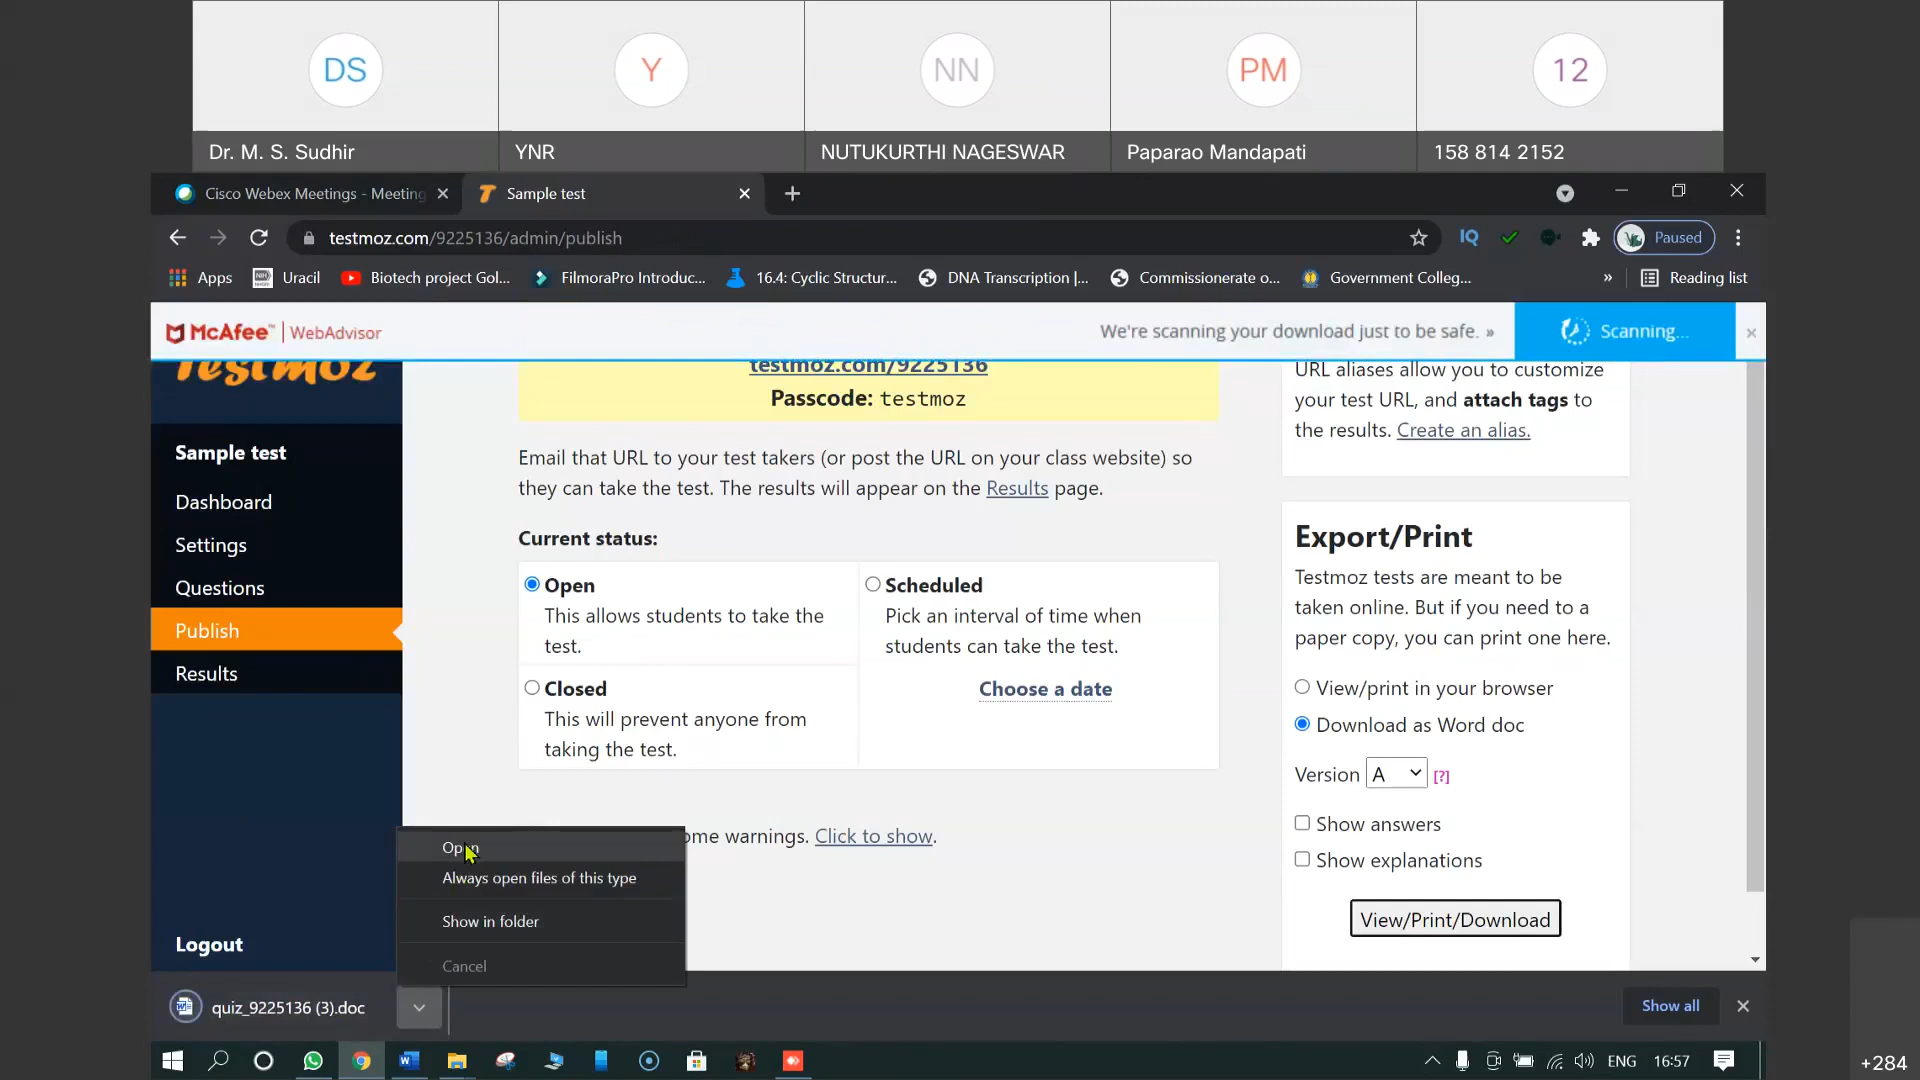 DS
Y
NN
PM
12
Dr. M. S. Sudhir
YNR
NUTUKURTHI NAGESWAR
Paparao Mandapati
158 814 2152
Cisco Webex Meetings - Meeting
Sample test
testmoz.com/9225136/admin/publish
IQ
Paused
Apps
Uracil
Biotech project Gol...
FilmoraPro Introduc...
16.4: Cyclic Structur...
DNA Transcription |...
Commissionerate o...
Government Colleg...
»
Reading list
McAfee™ | WebAdvisor
We're scanning your download just to be safe. »
Scanning...
Testmoz
testmoz.com/9225136
Passcode: testmoz
Email that URL to your test takers (or post the URL on your class website) so
they can take the test. The results will appear on the Results page.
Current status:
Open
This allows students to take the
test.
Scheduled
Pick an interval of time when
students can take the test.
Choose a date
Closed
This will prevent anyone from
taking the test.
ome warnings. Click to show.
URL aliases allow you to customize
your test URL, and attach tags to
the results. Create an alias.
Export/Print
Testmoz tests are meant to be
taken online. But if you need to a
paper copy, you can print one here.
View/print in your browser
Download as Word doc
Version A [?]
Show answers
Show explanations
View/Print/Download
Sample test
Dashboard
Settings
Questions
Publish
Results
Logout
Open
Always open files of this type
Show in folder
Cancel
quiz_9225136 (3).doc
Show all
ENG
16:57
+284